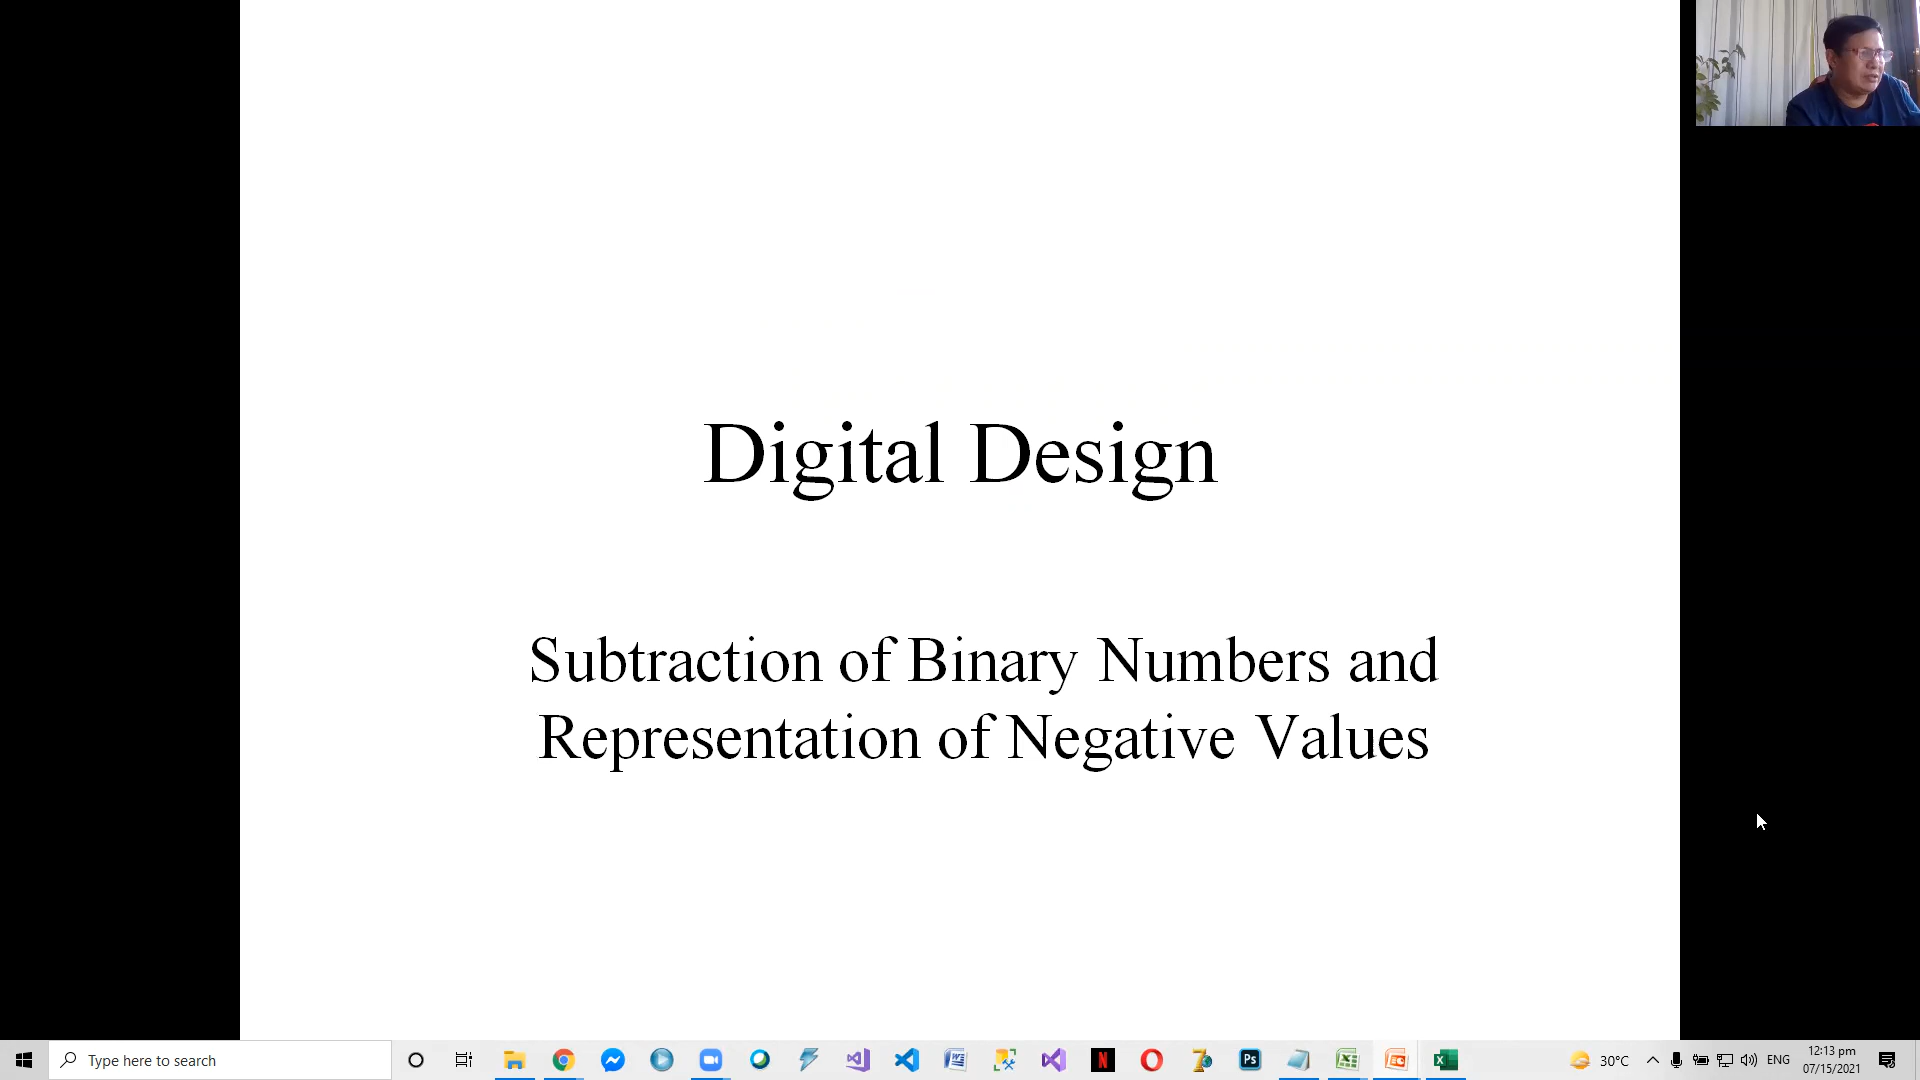 Digital Design
Subtraction of Binary Numbers and
Representation of Negative Values
Type here to search
30°C
ENG
12:13 pm
07/15/2021